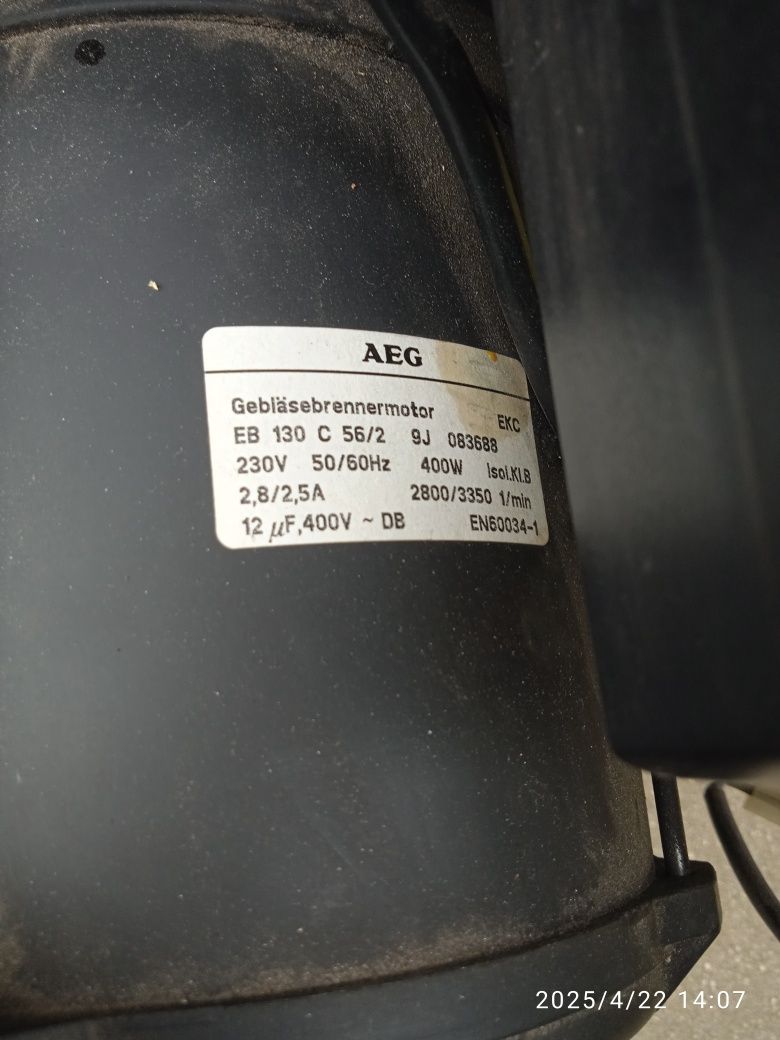 AEG
Gebläsebrennermotor EKC
EB 130 C 56/2 9J 083688
230V 50/60Hz 400W Isol.Kl.B
2,8/2,5A 2800/3350 1/min
12 µF,400V ~ DB EN60034-1
2025/4/22 14:07